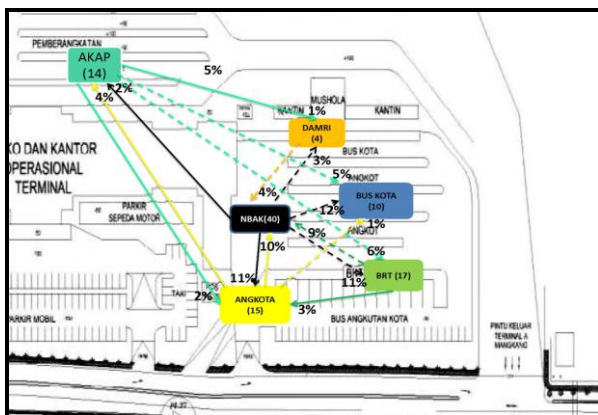 PEMBERANGKATAN
AKAP
(14)
5%
2%
4%
1%
MUSHOLA
KANTIN
KANTIN
DAMRI
(4)
3%
BUS KOTA
KO DAN KANTOR
OPERASIONAL
TERMINAL
5%
ANGKOT
4%
BUS KOTA
(10)
PARKIR
SEPEDA MOTOR
NBAK(40)
12%
1%
9%
ANGKOT
10%
6%
11%
BRT (17)
11%
TAXI
2%
ANGKOTA
(15)
3%
PARKIR MOBIL
BUS ANGKUTAN KOTA
PINTU KELUAR
TERMINAL A
MANGKANG